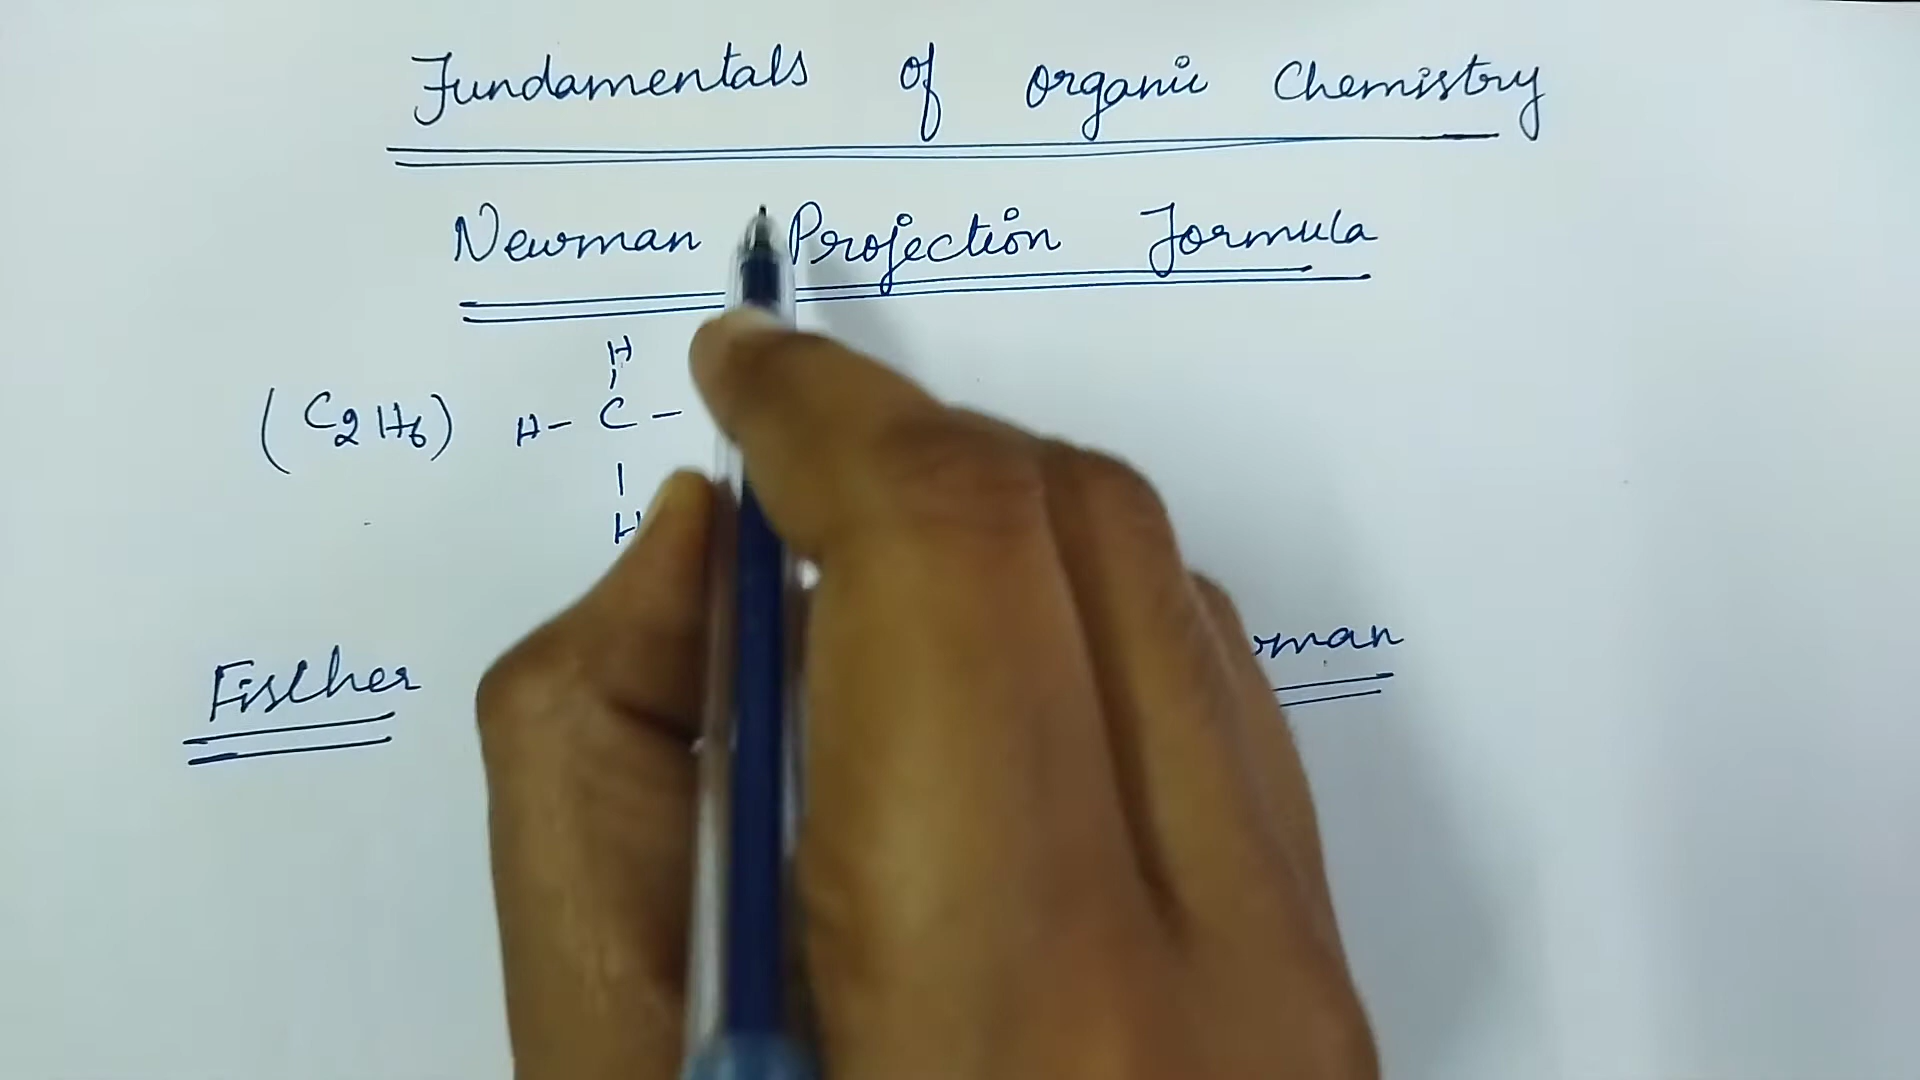 Fundamentals of Organic Chemistry
Newman Projection Formula
H
(C2H6) H - C -
H
Fischer